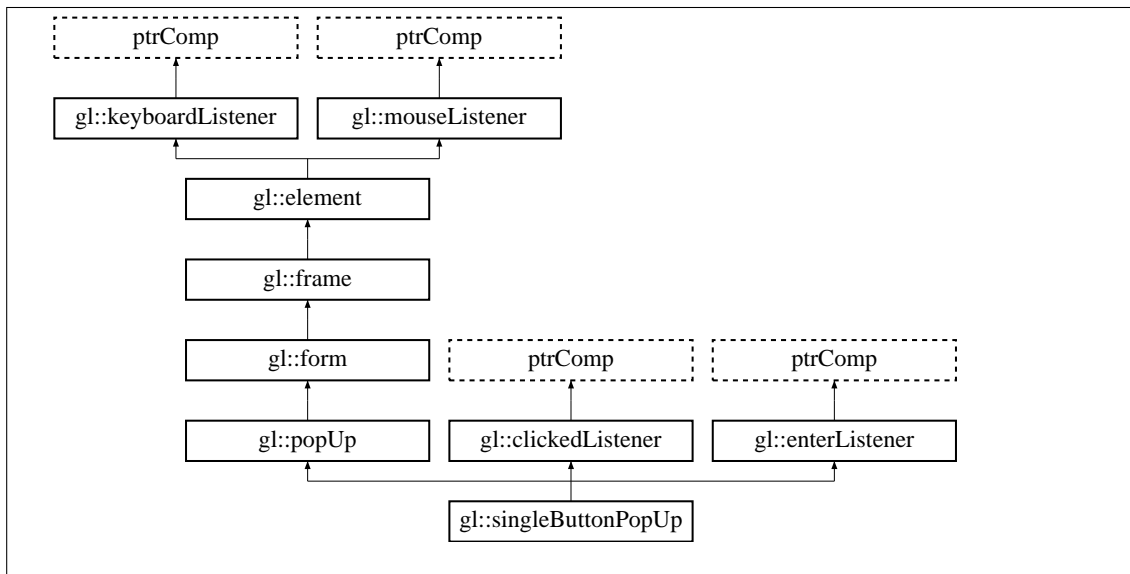 ptrComp
ptrComp
gl::keyboardListener
gl::mouseListener
gl::element
gl::frame
gl::form
ptrComp
ptrComp
gl::popUp
gl::clickedListener
gl::enterListener
gl::singleButtonPopUp